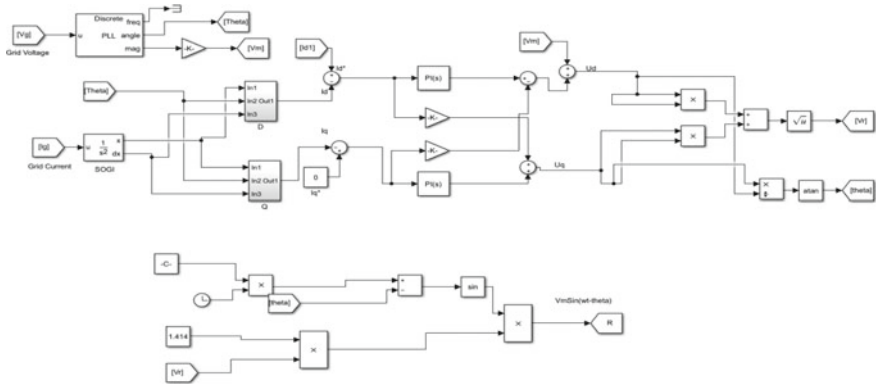 [Vg]
Grid Voltage
u
Discrete
PLL
freq
angle
mag
[Theta]
-K-
[Vm]
[Id1]
Id*
Id
[Theta]
In1
In2 Out1
In3
D
[Ig]
Grid Current
u
x
dx
SOGI
In1
In2 Out1
In3
Q
Iq
0
Iq*
PI(s)
-K-
-K-
PI(s)
[Vm]
Ud
Uq
×
×
[Vr]
×
÷
atan
[theta]
-C-
×
[theta]
sin
1.414
[Vr]
×
×
VmSin(wt-theta)
R